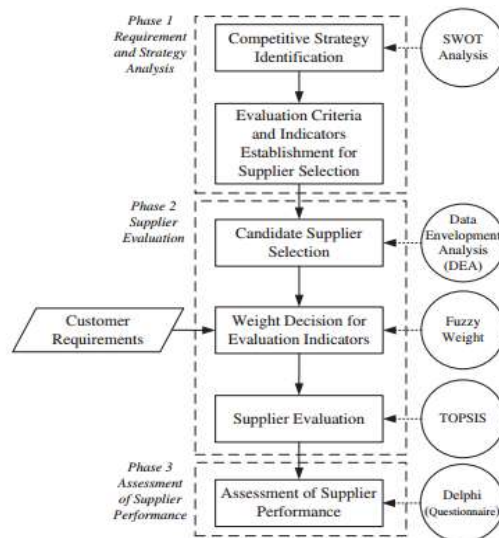 Phase 1
Requirement
and Strategy
Analysis
Competitive Strategy
Identification
SWOT
Analysis
Evaluation Criteria
and Indicators
Establishment for
Supplier Selection
Phase 2
Supplier
Evaluation
Candidate Supplier
Selection
Data
Envelopment
Analysis
(DEA)
Customer
Requirements
Weight Decision for
Evaluation Indicators
Fuzzy
Weight
Supplier Evaluation
TOPSIS
Phase 3
Assessment
of Supplier
Performance
Assessment of Supplier
Performance
Delphi
(Questionnaire)